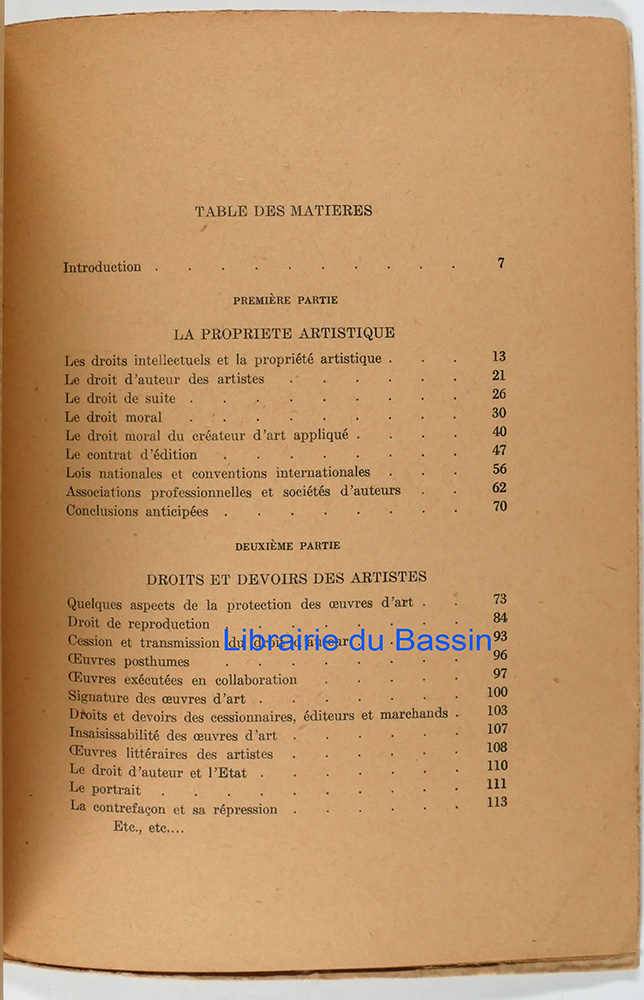 TABLE DES MATIERES
Introduction . . . . . . . . . 7
PREMIÈRE PARTIE
LA PROPRIETE ARTISTIQUE
Les droits intellectuels et la propriété artistique . . . 13
Le droit d'auteur des artistes . . . . . 21
Le droit de suite . . . . . . . . 26
Le droit moral . . . . . . . . 30
Le droit moral du créateur d'art appliqué . . . . 40
Le contrat d'édition . . . . . . . 47
Lois nationales et conventions internationales . . . 56
Associations professionnelles et sociétés d'auteurs . . 62
Conclusions anticipées . . . . . . . 70
DEUXIÈME PARTIE
DROITS ET DEVOIRS DES ARTISTES
Quelques aspects de la protection des œuvres d'art . . 73
Droit de reproduction . . . . . . . 84
Cession et transmission du droit d'auteur . . . . 93
Librairie du Bassin
Œuvres posthumes . . . . . . . 96
Œuvres exécutées en collaboration . . . . 97
Signature des œuvres d'art . . . . . . 100
Droits et devoirs des cessionnaires, éditeurs et marchands . 103
Insaisissabilité des œuvres d'art . . . . . 107
Œuvres littéraires des artistes . . . . . 108
Le droit d'auteur et l'Etat . . . . . . 110
Le portrait . . . . . . . . . 111
La contrefaçon et sa répression . . . . . 113
Etc., etc....